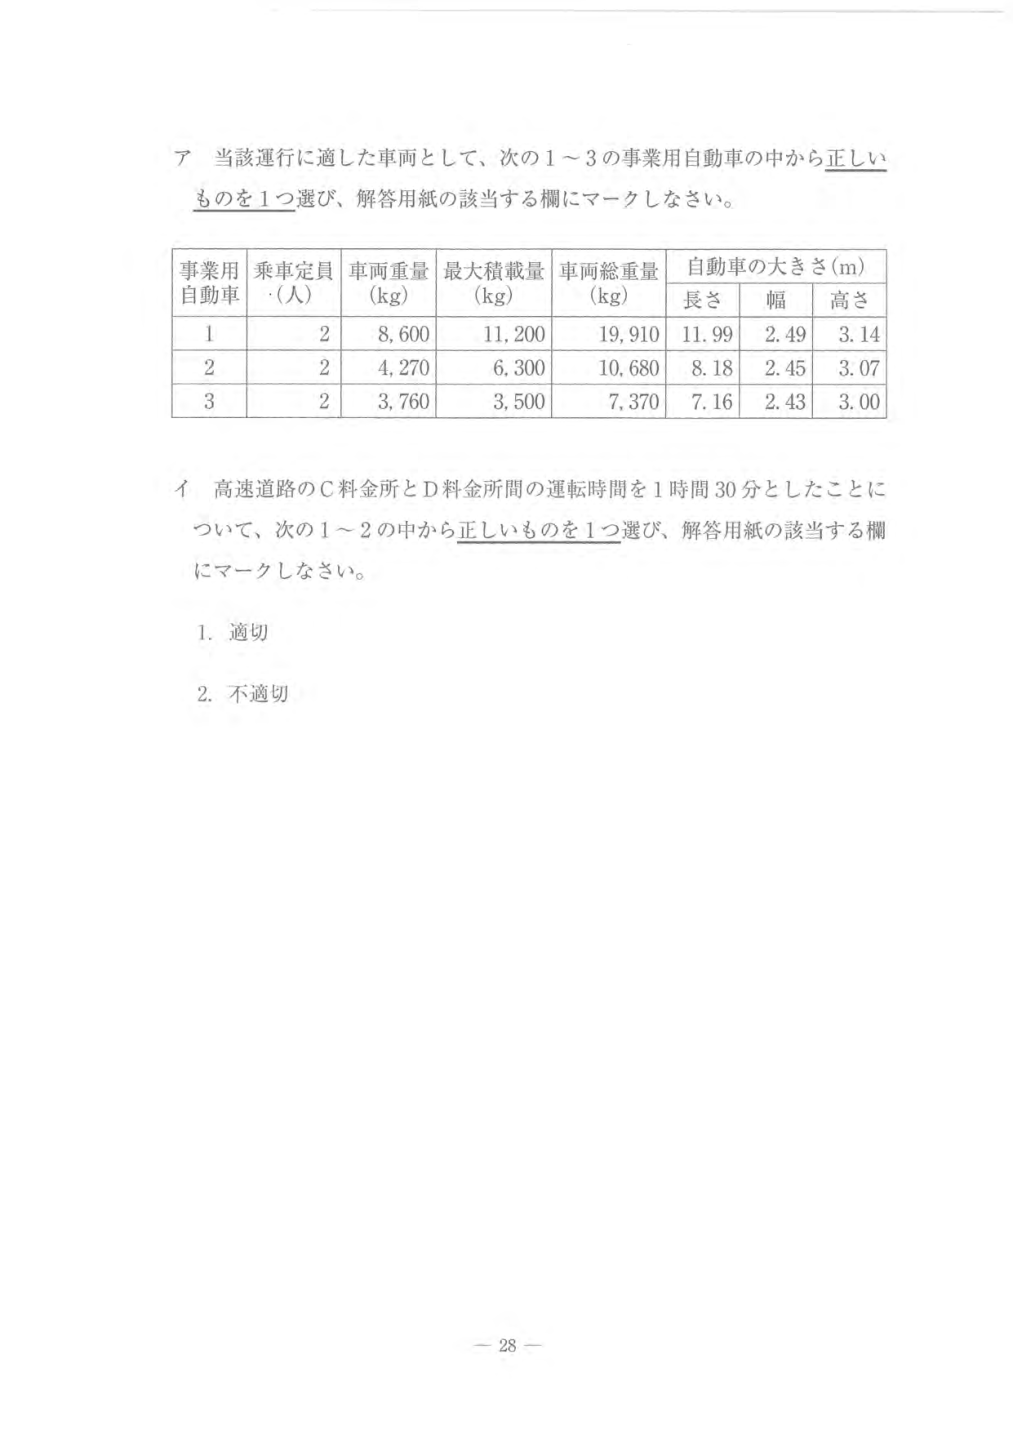 ア 当該運行に適した車両として、次の1~3の事業用自動車の中から正しい
ものを1つ選び、解答用紙の該当する欄にマークしなさい。
事業用自動車 乗車定員(人) 車両重量(kg) 最大積載量(kg) 車両総重量(kg) 自動車の大きさ(m)
長さ 幅 高さ
1 2 8,600 11,200 19,910 11.99 2.49 3.14
2 2 4,270 6,300 10,680 8.18 2.45 3.07
3 2 3,760 3,500 7,370 7.16 2.43 3.00
イ 高速道路のC料金所とD料金所間の運転時間を1時間30分としたことに
ついて、次の1~2の中から正しいものを1つ選び、解答用紙の該当する欄
にマークしなさい。
1. 適切
2. 不適切
― 28 ―